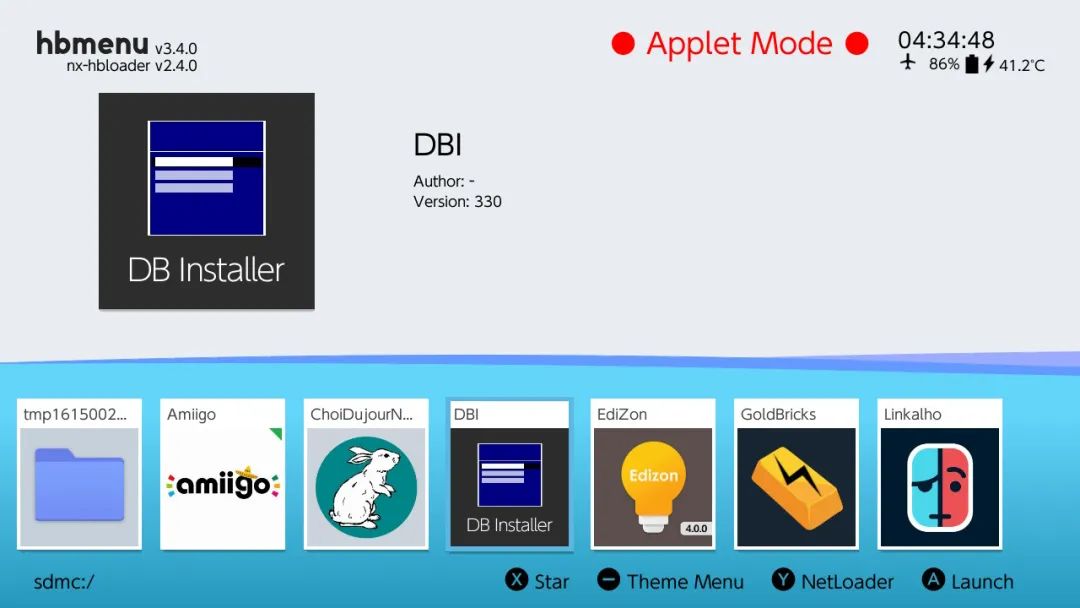 hbmenu v3.4.0
nx-hbloader v2.4.0
Applet Mode
04:34:48
86% 41.2°C
DB Installer
DBI
Author: -
Version: 330
tmp1615002...
Amiigo
ChoiDujourN...
DBI
EdiZon
GoldBricks
Linkalho
amiigo
DB Installer
Edizon
4.0.0
sdmc:/
X Star
Theme Menu
Y NetLoader
A Launch